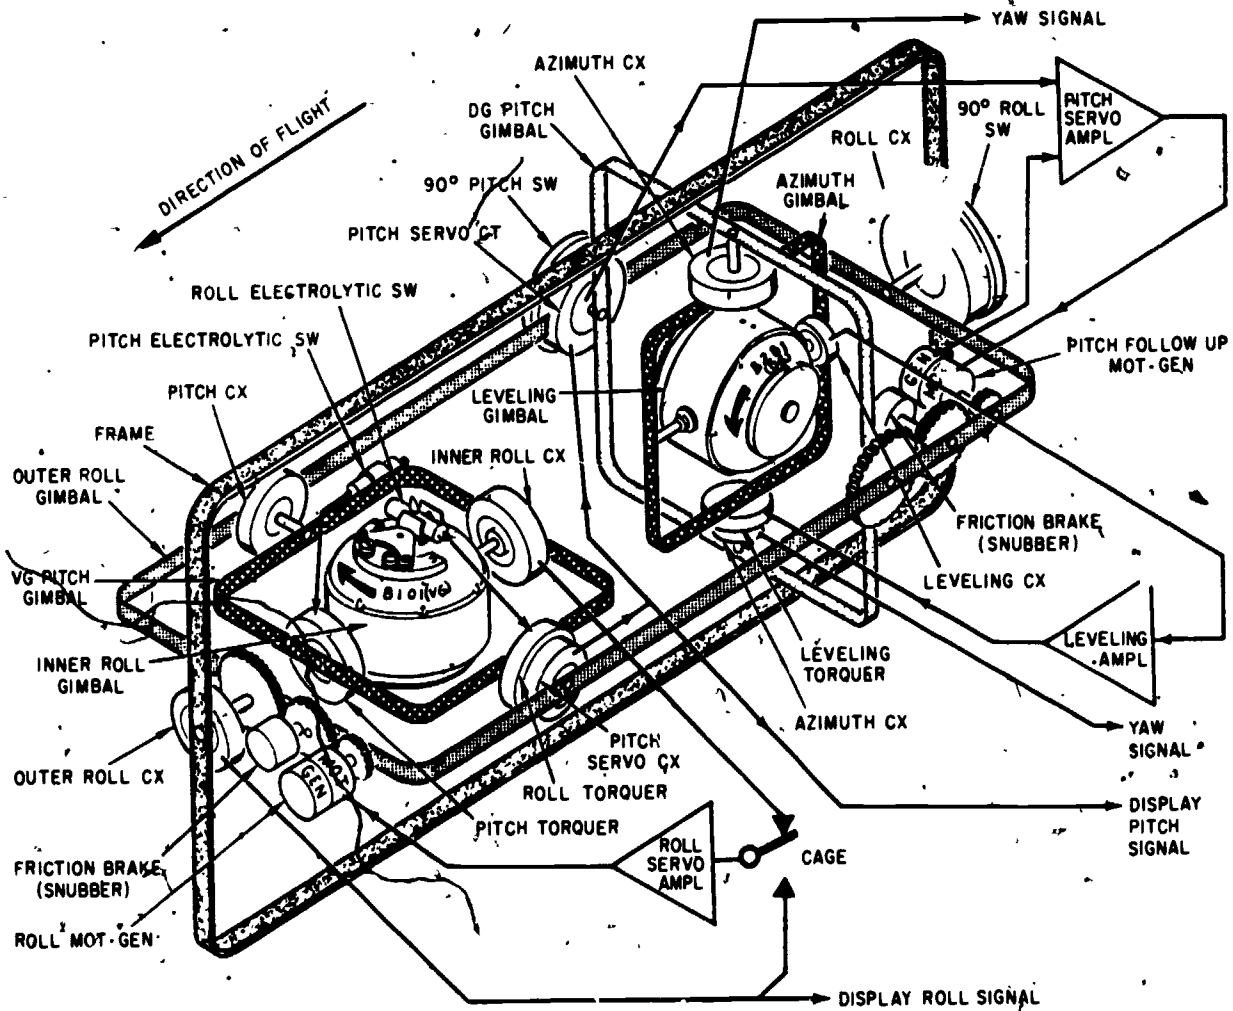 YAW SIGNAL
AZIMUTH CX
DG PITCH
GIMBAL
PITCH
SERVO
AMPL
90° ROLL
SW
ROLL CX
DIRECTION OF FLIGHT
90° PITCH SW
AZIMUTH
GIMBAL
PITCH SERVO CT
ROLL ELECTROLYTIC SW
PITCH ELECTROLYTIC SW
PITCH FOLLOW UP
MOT-GEN
PITCH CX
LEVELING
GIMBAL
FRAME
INNER ROLL CX
OUTER ROLL
GIMBAL
FRICTION BRAKE
(SNUBBER)
LEVELING CX
VG PITCH
GIMBAL
(VG)
LEVELING
AMPL
INNER ROLL
GIMBAL
LEVELING
TORQUER
AZIMUTH CX
YAW
SIGNAL
PITCH
SERVO CX
OUTER ROLL CX
GEN
MOT
ROLL TORQUER
PITCH TORQUER
DISPLAY
PITCH
SIGNAL
ROLL
SERVO
AMPL
CAGE
FRICTION BRAKE
(SNUBBER)
ROLL MOT-GEN
DISPLAY ROLL SIGNAL